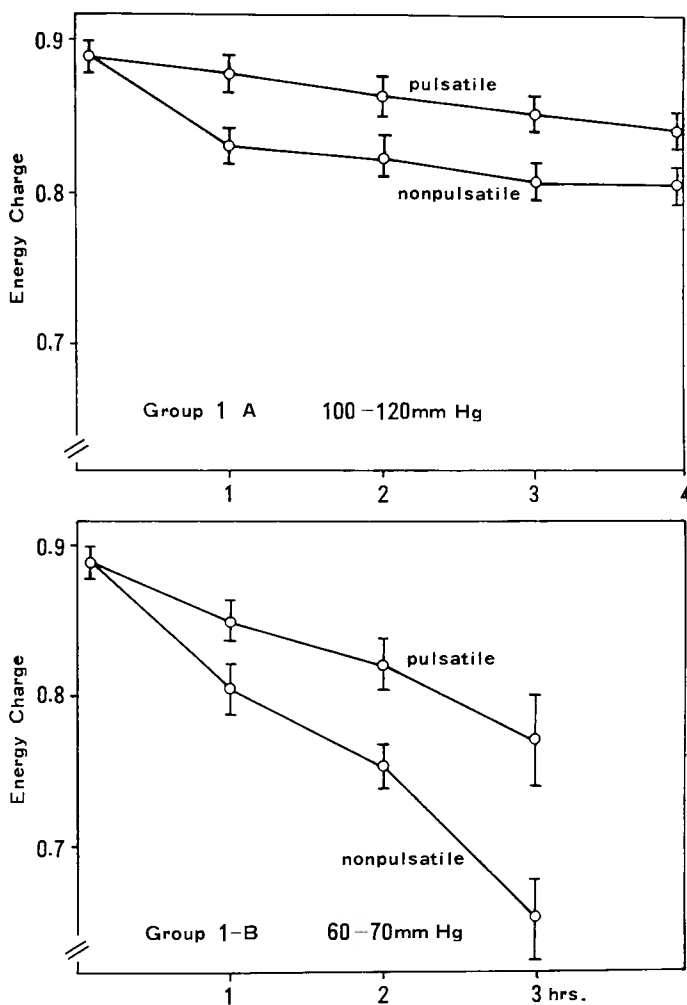 0.9
0.8
0.7
Energy Charge
pulsatile
nonpulsatile
Group 1 A 100-120mm Hg
1 2 3 4
0.9
0.8
0.7
Energy Charge
pulsatile
nonpulsatile
Group 1-B 60-70mm Hg
1 2 3 hrs.